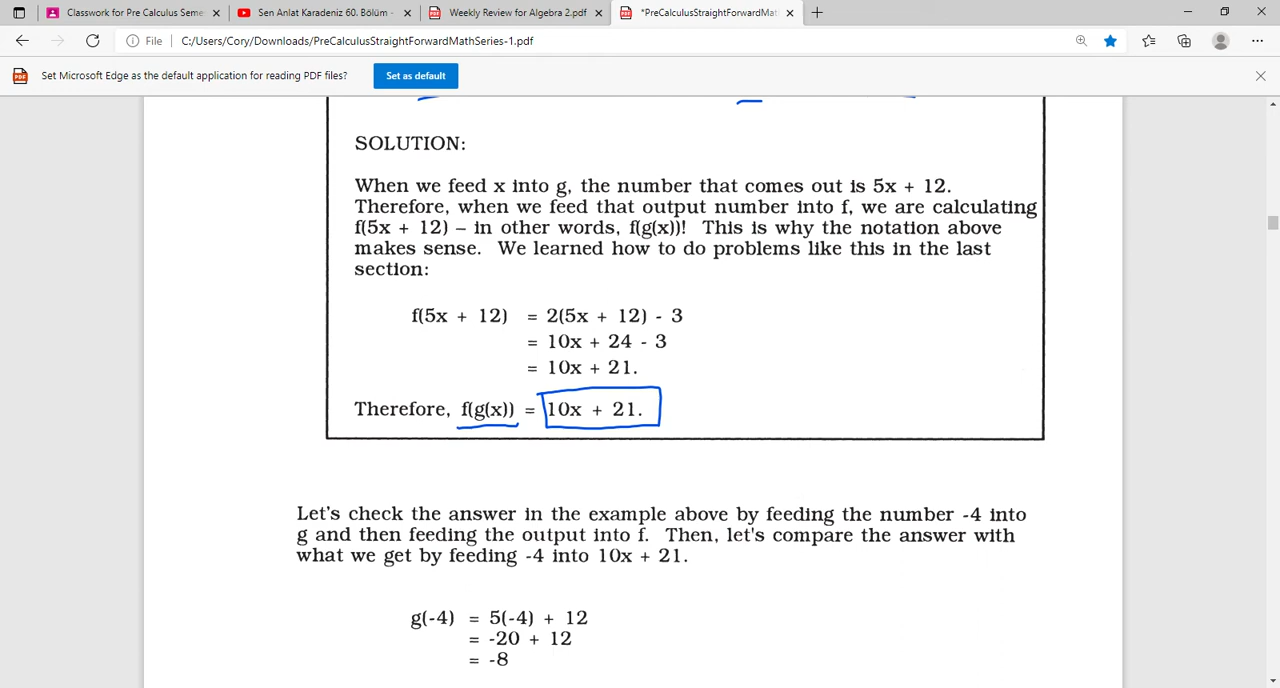 Classwork for Pre Calculus Seme
Sen Anlat Karadeniz 60. Bölüm -
Weekly Review for Algebra 2.pdf
*PreCalculusStraightForwardMat
File
C:/Users/Cory/Downloads/PreCalculusStraightForwardMathSeries-1.pdf
PDF
Set Microsoft Edge as the default application for reading PDF files?
Set as default
SOLUTION:
When we feed x into g, the number that comes out is 5x + 12.
Therefore, when we feed that output number into f, we are calculating
f(5x + 12) – in other words, f(g(x))! This is why the notation above
makes sense. We learned how to do problems like this in the last
section:
f(5x + 12) = 2(5x + 12) - 3
= 10x + 24 - 3
= 10x + 21.
Therefore, f(g(x)) = 10x + 21.
Let's check the answer in the example above by feeding the number -4 into
g and then feeding the output into f. Then, let's compare the answer with
what we get by feeding -4 into 10x + 21.
g(-4) = 5(-4) + 12
= -20 + 12
= -8